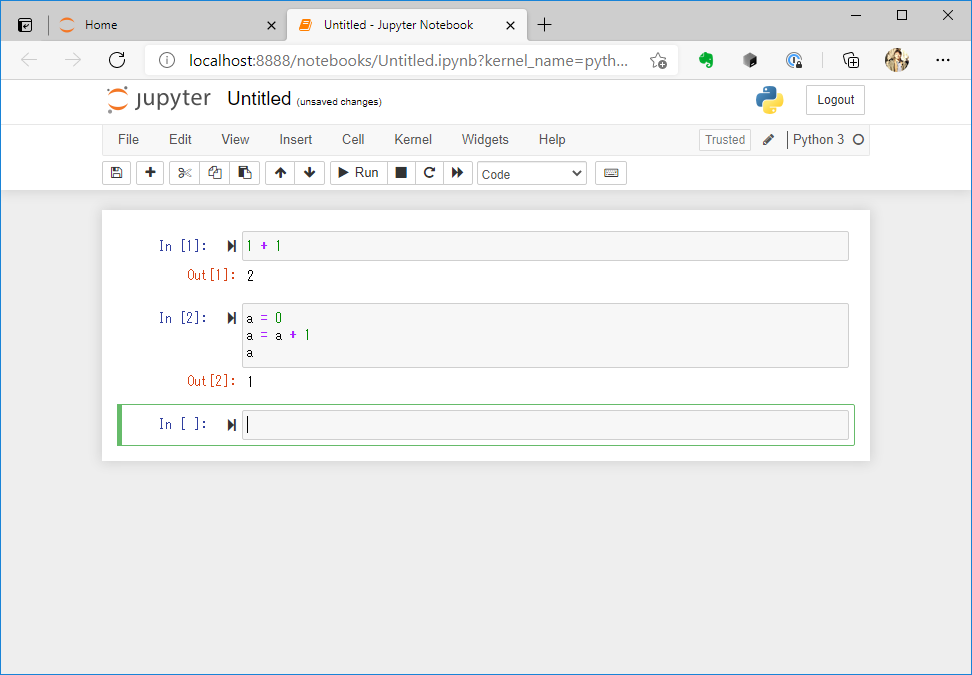 Home
Untitled - Jupyter Notebook
localhost:8888/notebooks/Untitled.ipynb?kernel_name=pyth...
jupyter Untitled (unsaved changes)
Logout
File Edit View Insert Cell Kernel Widgets Help
Trusted
Python 3
Run
Code
In [1]: 1 + 1
Out[1]: 2
In [2]: a = 0
a = a + 1
a
Out[2]: 1
In [ ]: